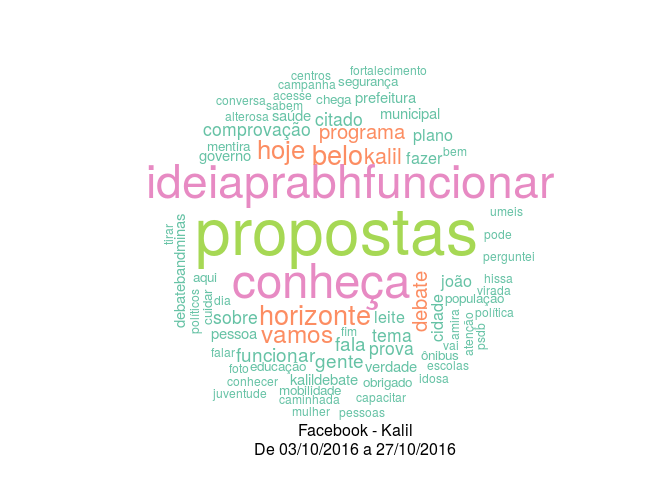 centros
fortalecimento
campanha segurança
conversa acesse chega prefeitura
sabem
alterosa saúde citado municipal
comprovação programa plano
mentira hoje belo kalil fazer bem
governo
ideiaprabhfuncionar
umeis
propostas
pode
tirar
debatebandminas
perguntei
aqui conheça joão hissa
virada
políticos cuidar dia debate cidade população
sobre horizonte leite amira atenção psdb política
pessoa vamos fim tema
fala prova vai
falar funcionar gente ônibus
foto educação verdade escolas
conhecer kalildebate obrigado idosa
juventude mobilidade
caminhada capacitar
mulher pessoas
Facebook - Kalil
De 03/10/2016 a 27/10/2016